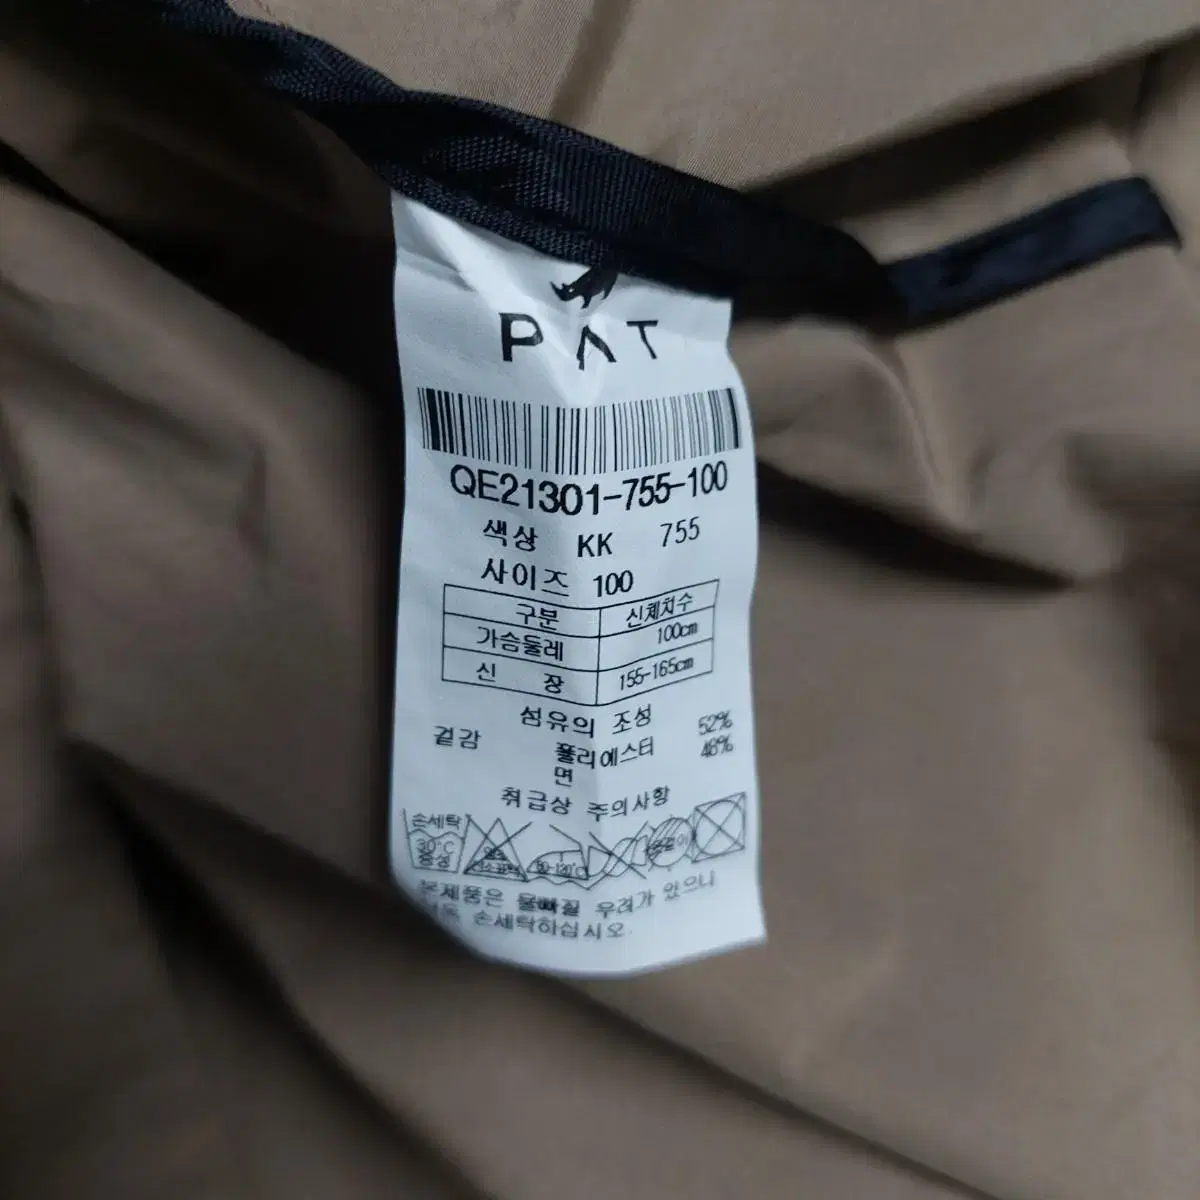 PAT
QE21301-755-100
색상 KK 755
사이즈 100
구분 신체치수
가슴둘레 100cm
신 장 155-165cm
섬유의 조성
겉감 폴리에스터 52%
면 48%
취급상 주의사항
손세탁
30°C
중성
80-130°C
본제품은 물빠질 우려가 있으니
손세탁하십시오.